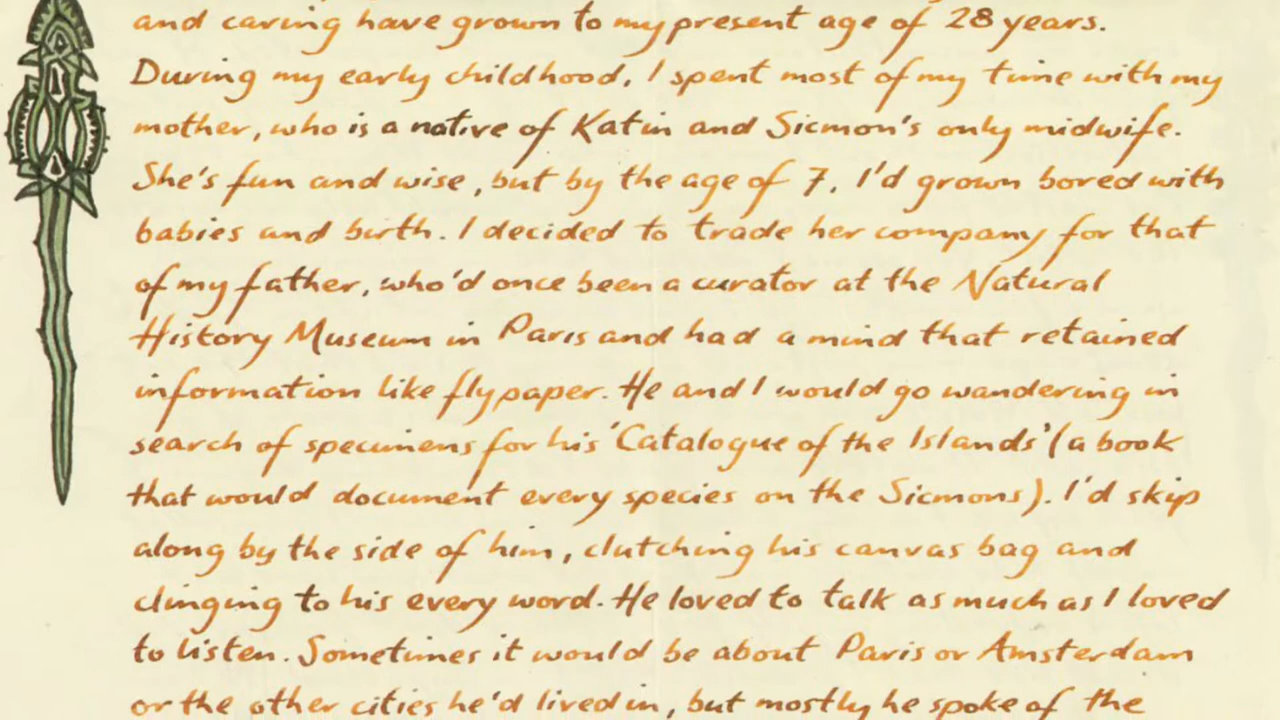 and caring have grown to my present age of 28 years.
During my early childhood, I spent most of my time with my
mother, who is a native of Katin and Sicmon's only midwife.
She's fun and wise, but by the age of 7, I'd grown bored with
babies and birth. I decided to trade her company for that
of my father, who'd once been a curator at the Natural
History Museum in Paris and had a mind that retained
information like flypaper. He and I would go wandering in
search of specimens for his 'Catalogue of the Islands' (a book
that would document every species on the Sicmons). I'd skip
along by the side of him, clutching his canvas bag and
clinging to his every word. He loved to talk as much as I loved
to listen. Sometimes it would be about Paris or Amsterdam
or the other cities he'd lived in, but mostly he spoke of the